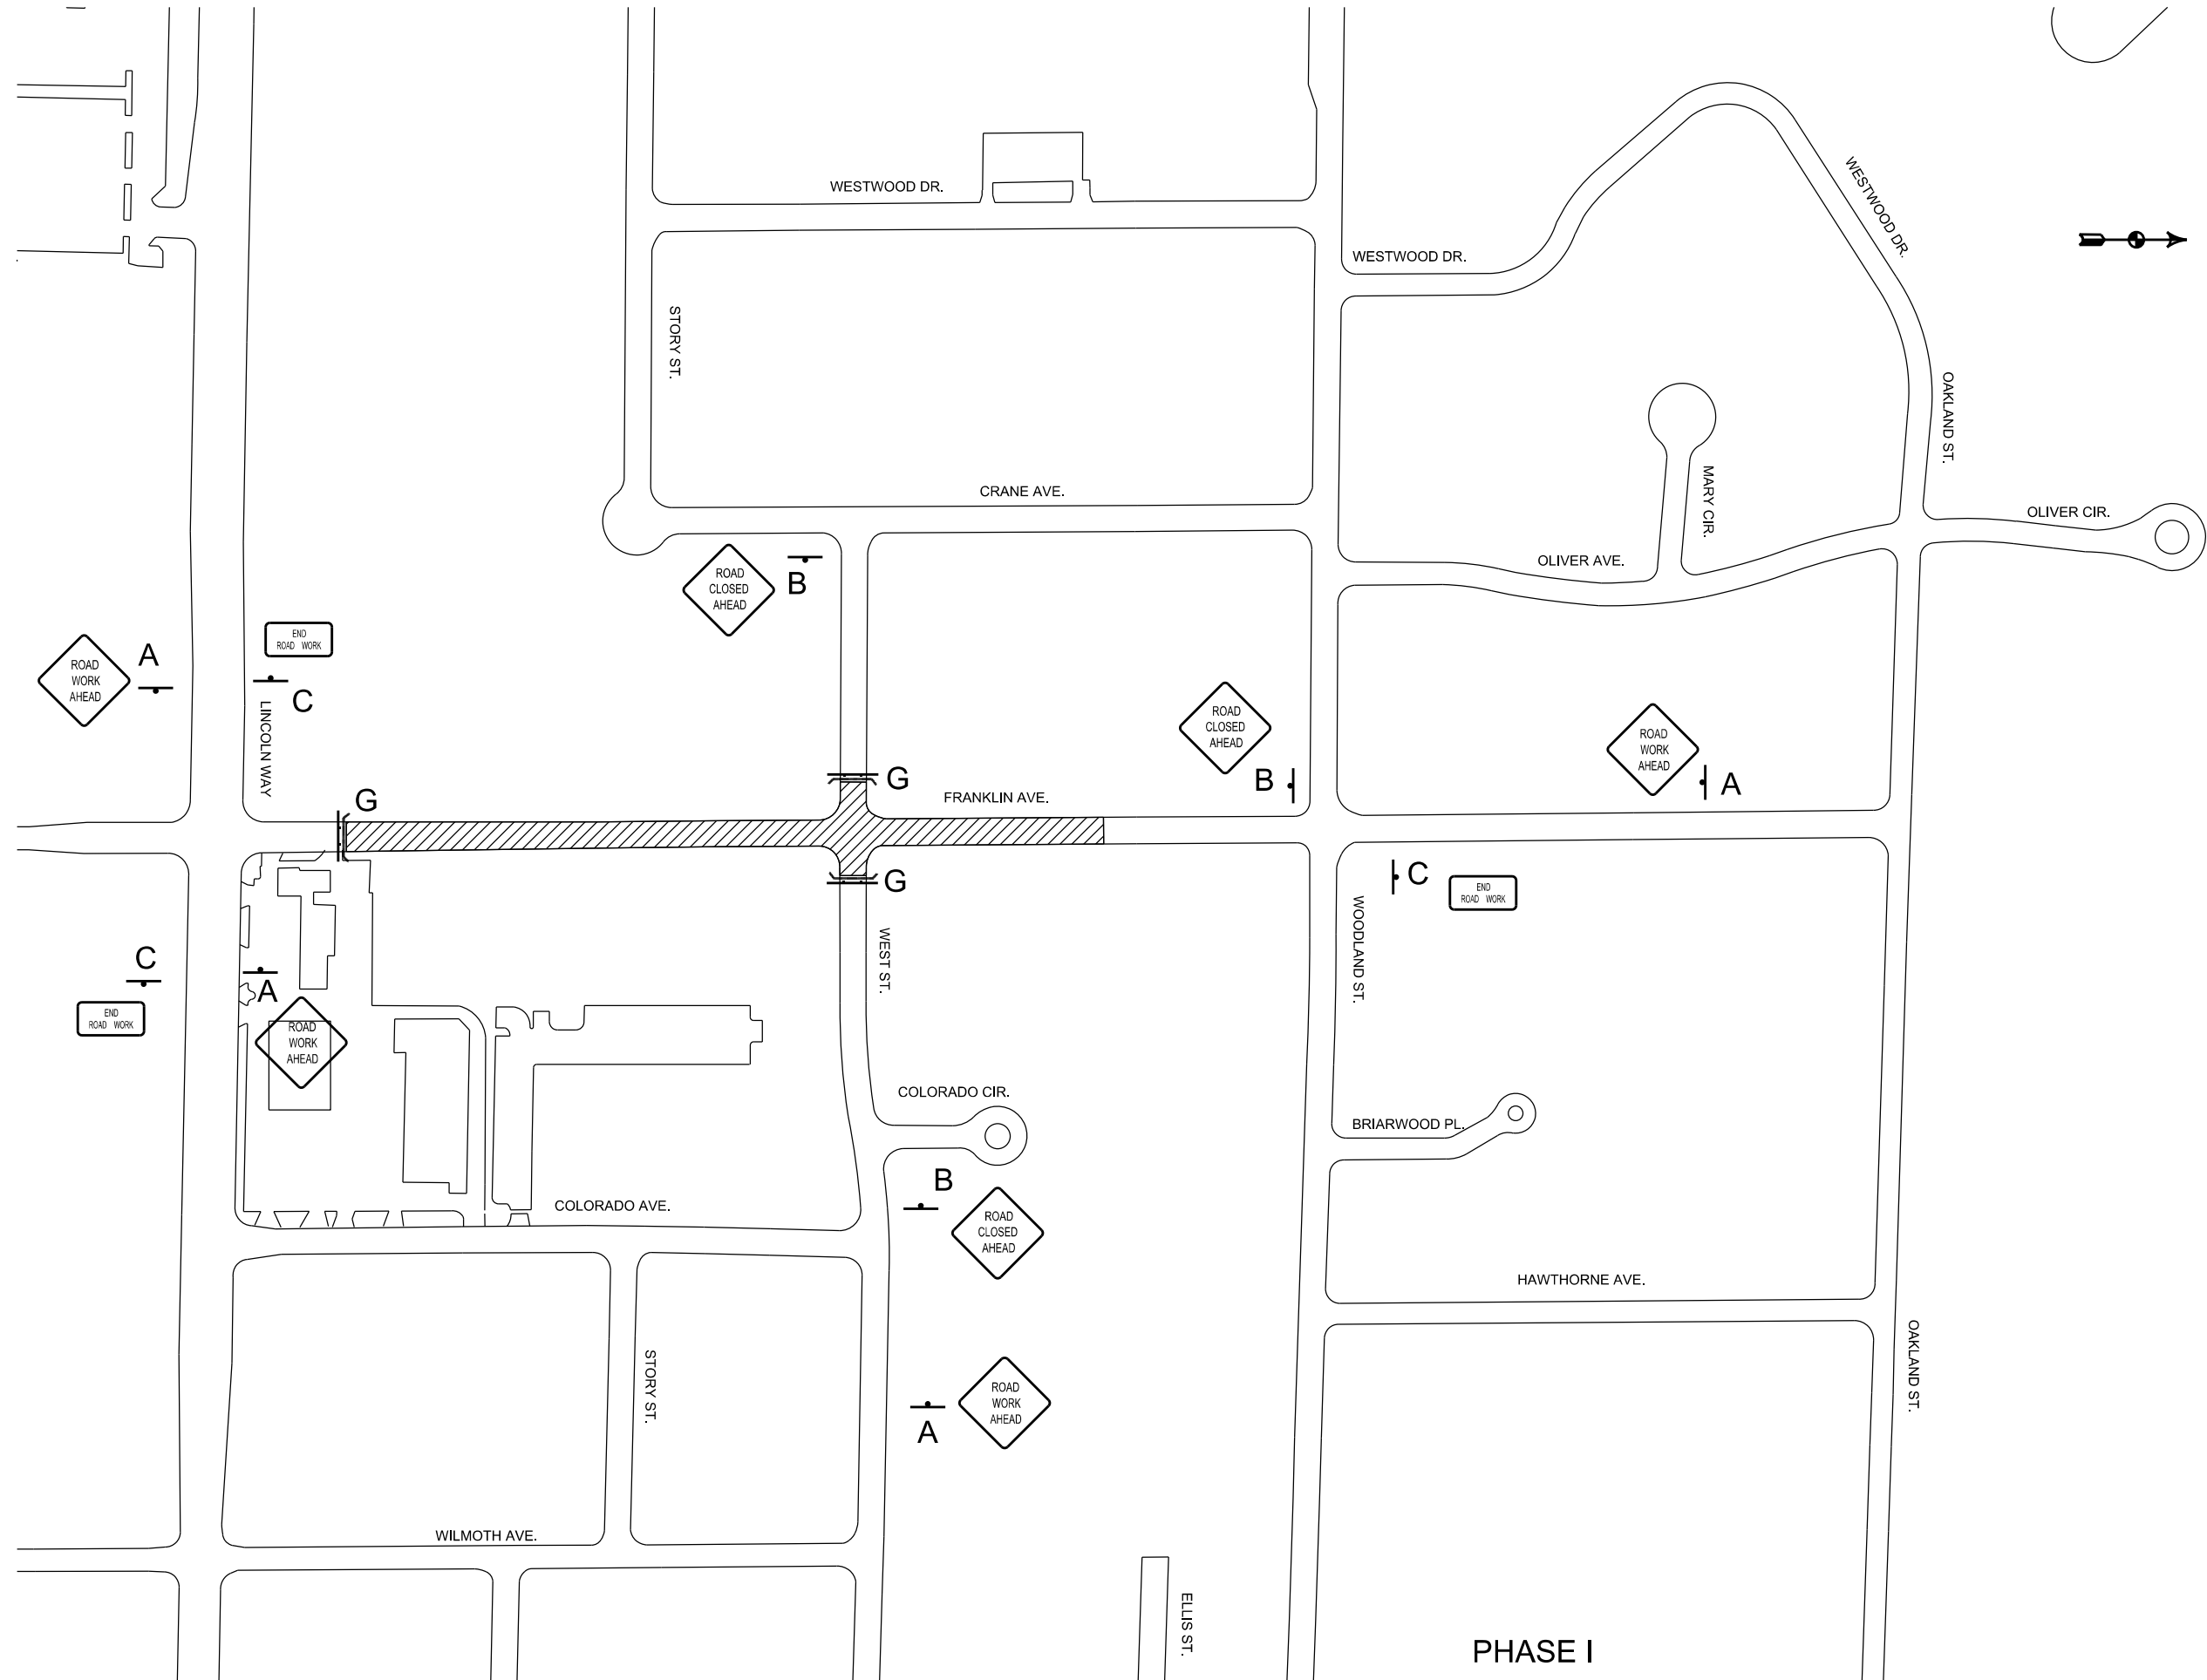 WESTWOOD DR.
WESTWOOD DR.
WESTWOOD DR.
STORY ST.
OAKLAND ST.
CRANE AVE.
MARY CIR.
OLIVER CIR.
OLIVER AVE.
ROAD
CLOSED
AHEAD
B
ROAD
WORK
AHEAD
A
END
ROAD WORK
C
LINCOLN WAY
ROAD
CLOSED
AHEAD
B
ROAD
WORK
AHEAD
A
G
G
FRANKLIN AVE.
G
C
END
ROAD WORK
WEST ST.
WOODLAND ST.
C
END
ROAD WORK
A
ROAD
WORK
AHEAD
COLORADO CIR.
BRIARWOOD PL.
COLORADO AVE.
B
ROAD
CLOSED
AHEAD
HAWTHORNE AVE.
STORY ST.
OAKLAND ST.
A
ROAD
WORK
AHEAD
WILMOTH AVE.
ELLIS ST.
PHASE I